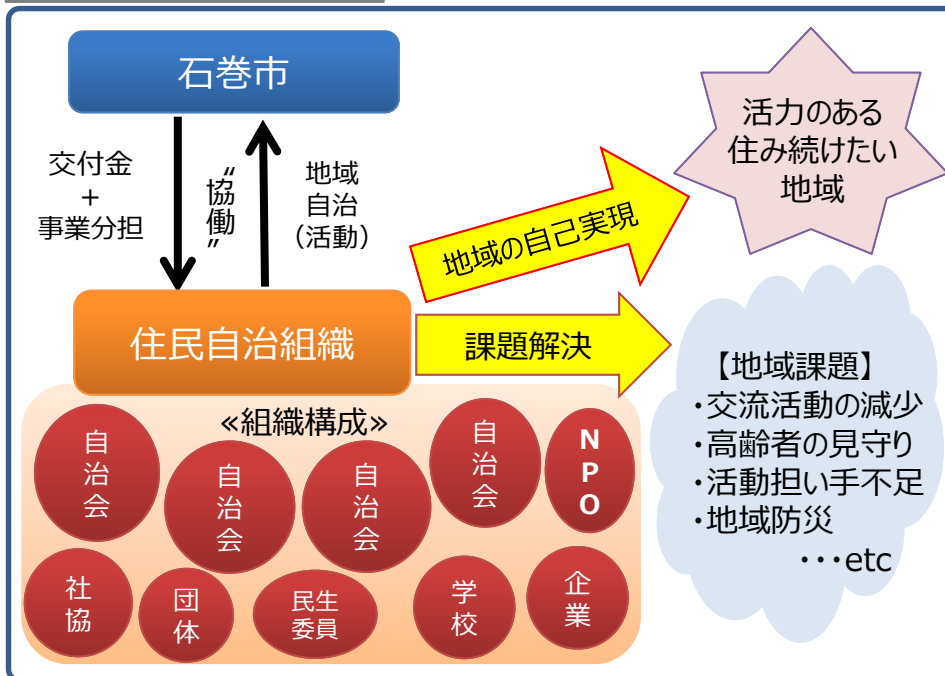 石巻市
交付金
+
事業分担
“協働”
地域
自治
（活動）
地域の自己実現
活力のある
住み続けたい
地域
住民自治組織
課題解決
【地域課題】
・交流活動の減少
・高齢者の見守り
・活動担い手不足
・地域防災
・・・etc
«組織構成»
自治会
自治会
自治会
自治会
NPO
社協
団体
民生
委員
学校
企業